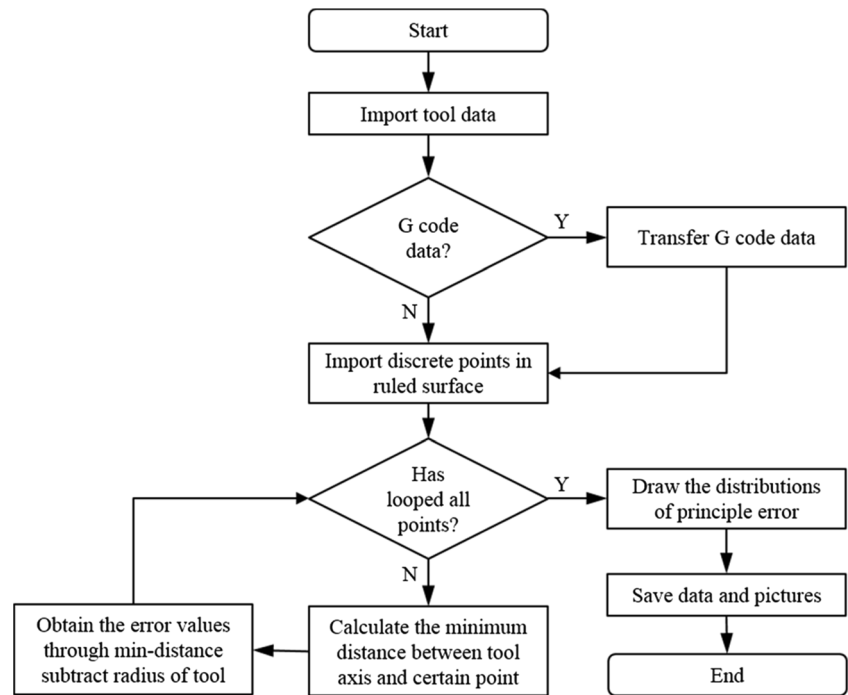 Start
Import tool data
G code
data?
Y
Transfer G code data
N
Import discrete points in
ruled surface
Has
looped all
points?
Y
Draw the distributions
of principle error
N
Save data and pictures
Obtain the error values
through min-distance
subtract radius of tool
Calculate the minimum
distance between tool
axis and certain point
End